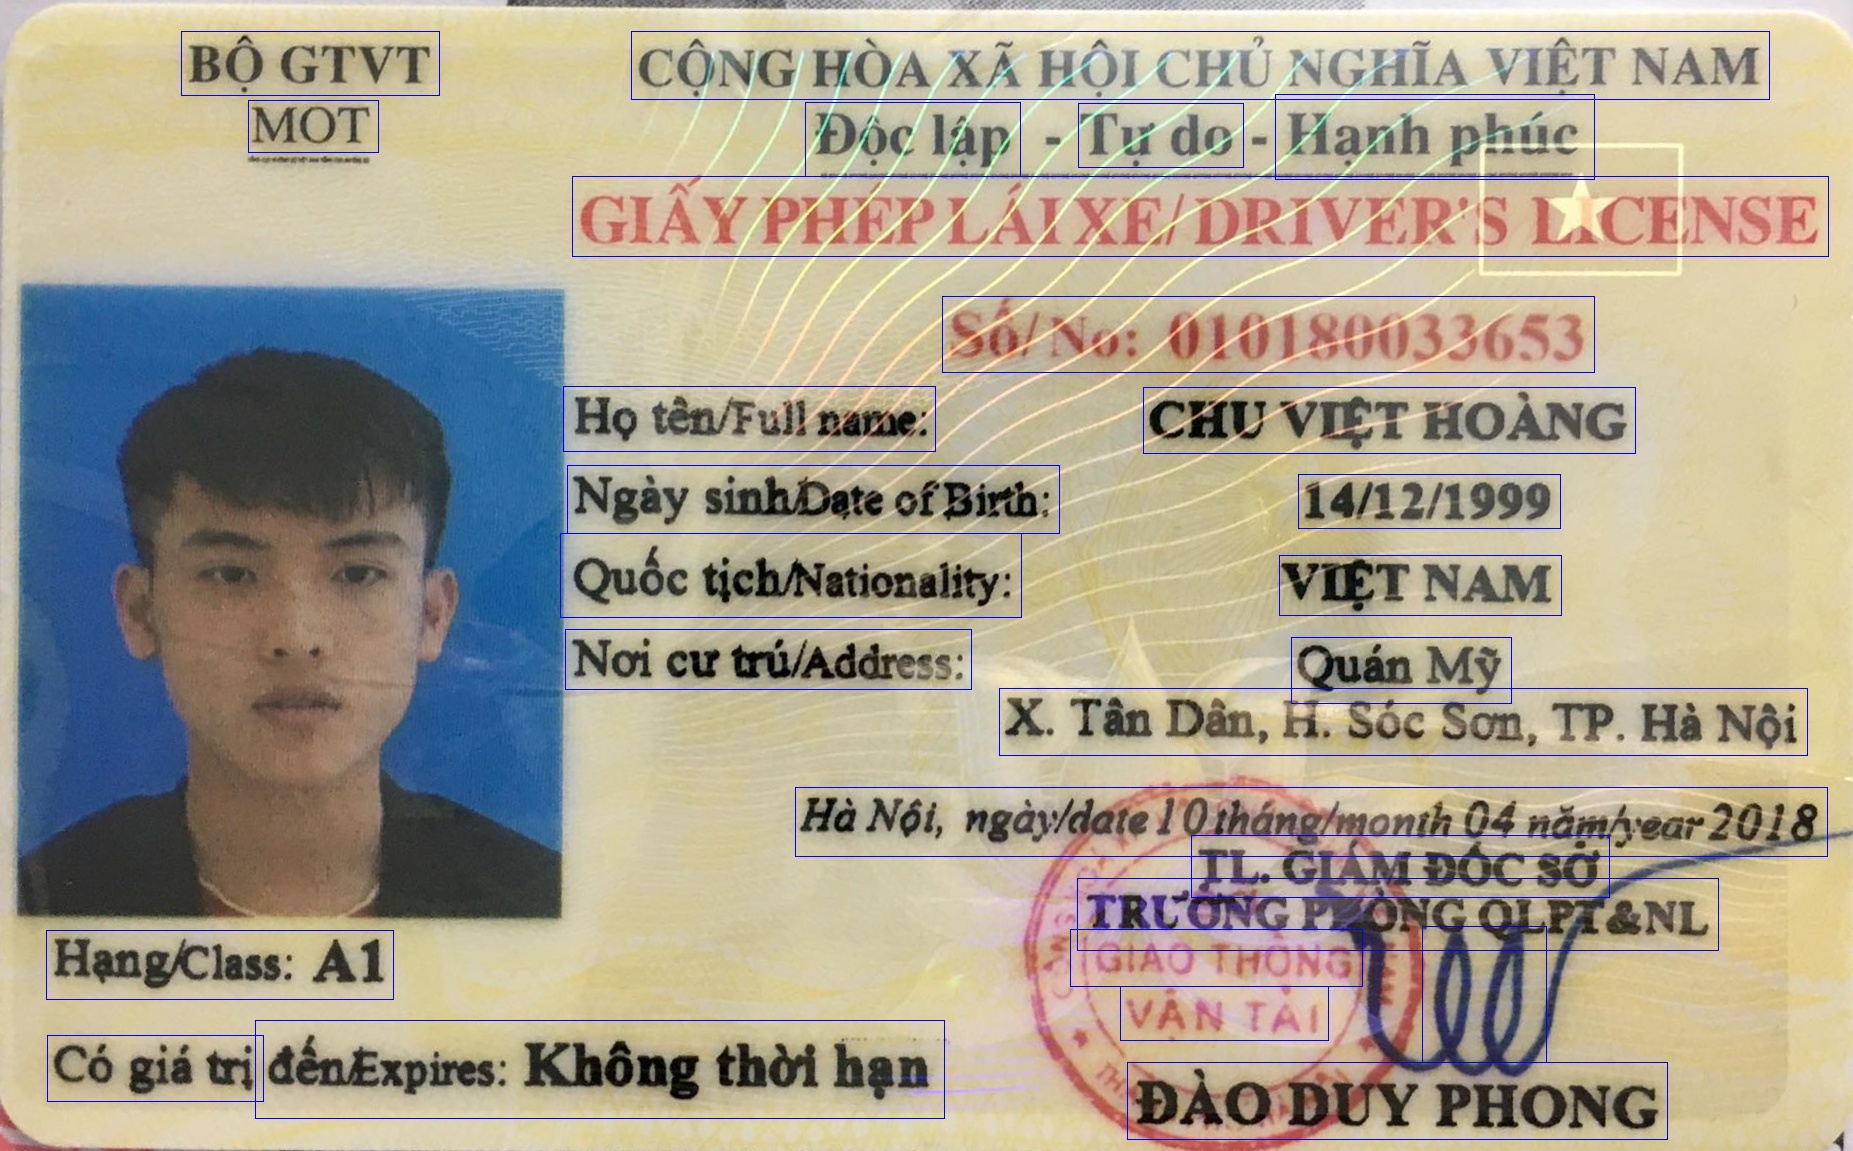 BỘ GTVT
MOT
CỘNG HÒA XÃ HỘI CHỦ NGHĨA VIỆT NAM
Độc lập - Tự do - Hạnh phúc
GIẤY PHÉP LÁI XE/ DRIVER'S LICENSE
Số/ No: 010180033653
Họ tên/Full name: CHU VIỆT HOÀNG
Ngày sinh/Date of Birth: 14/12/1999
Quốc tịch/Nationality: VIỆT NAM
Nơi cư trú/Address: Quán Mỹ
X. Tân Dân, H. Sóc Sơn, TP. Hà Nội
Hà Nội, ngày/date 10 tháng/month 04 năm/year 2018
TL. GIÁM ĐỐC SỞ
TRƯỞNG PHÒNG QLPT&NL
GIAO THÔNG
VẬN TẢI
ĐÀO DUY PHONG
Hạng/Class: A1
Có giá trị đến/Expires: Không thời hạn